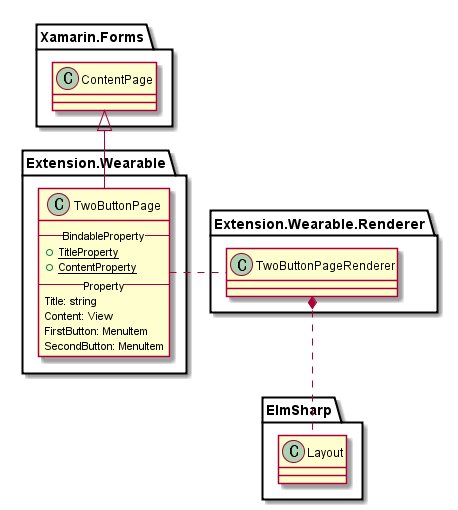 Xamarin.Forms
C ContentPage
Extension.Wearable
C TwoButtonPage
BindableProperty
TitleProperty
ContentProperty
Property
Title: string
Content: View
FirstButton: MenuItem
SecondButton: MenuItem
Extension.Wearable.Renderer
C TwoButtonPageRenderer
ElmSharp
C Layout